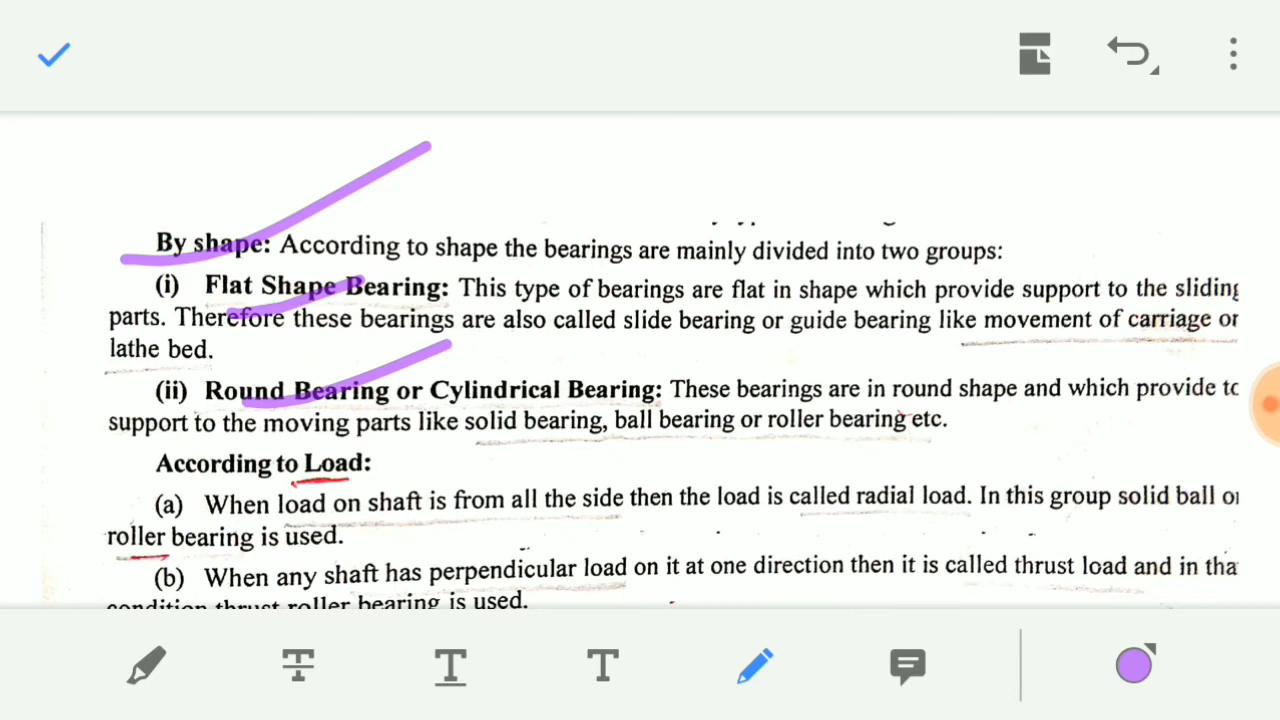 By shape: According to shape the bearings are mainly divided into two groups:
(i) Flat Shape Bearing: This type of bearings are flat in shape which provide support to the sliding
parts. Therefore these bearings are also called slide bearing or guide bearing like movement of carriage or
lathe bed.
(ii) Round Bearing or Cylindrical Bearing: These bearings are in round shape and which provide to
support to the moving parts like solid bearing, ball bearing or roller bearing etc.
According to Load:
(a) When load on shaft is from all the side then the load is called radial load. In this group solid ball or
roller bearing is used.
(b) When any shaft has perpendicular load on it at one direction then it is called thrust load and in tha
condition thrust roller bearing is used.
T
T
T